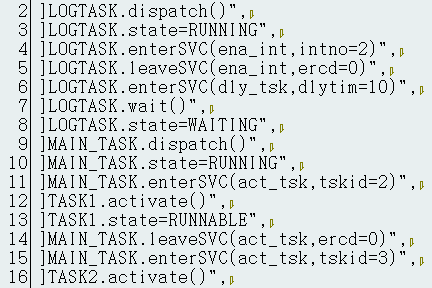 2 ]LOGTASK.dispatch()",
3 ]LOGTASK.state=RUNNING",
4 ]LOGTASK.enterSVC(ena_int,intno=2)",
5 ]LOGTASK.leaveSVC(ena_int,ercd=0)",
6 ]LOGTASK.enterSVC(dly_tsk,dlytim=10)",
7 ]LOGTASK.wait()",
8 ]LOGTASK.state=WAITING",
9 ]MAIN_TASK.dispatch()",
10 ]MAIN_TASK.state=RUNNING",
11 ]MAIN_TASK.enterSVC(act_tsk,tskid=2)",
12 ]TASK1.activate()",
13 ]TASK1.state=RUNNABLE",
14 ]MAIN_TASK.leaveSVC(act_tsk,ercd=0)",
15 ]MAIN_TASK.enterSVC(act_tsk,tskid=3)",
16 ]TASK2.activate()",